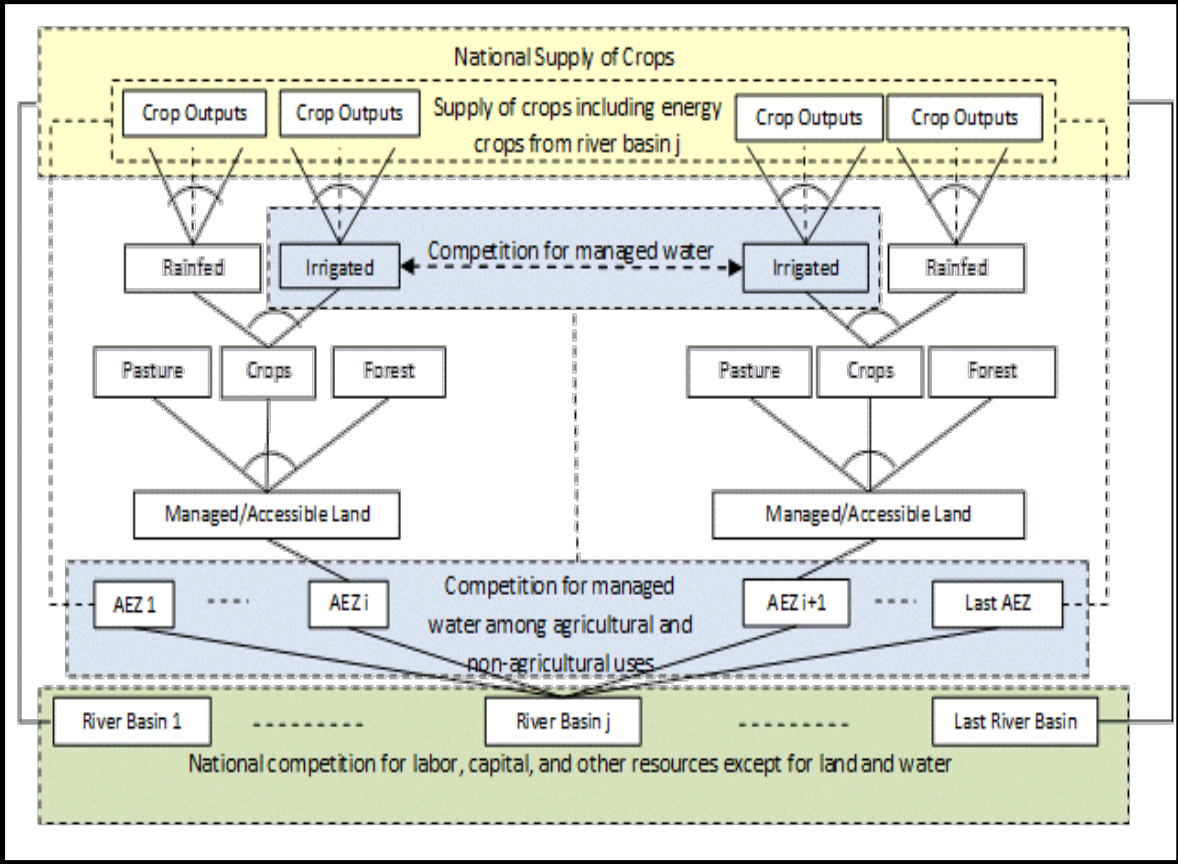 National Supply of Crops
Crop Outputs
Crop Outputs
Supply of crops including energy
crops from river basin j
Crop Outputs
Crop Outputs
Rainfed
Irrigated
Competition for managed water
Irrigated
Rainfed
Pasture
Crops
Forest
Pasture
Crops
Forest
Managed/Accessible Land
Managed/Accessible Land
AEZ 1
AEZ i
Competition for managed
water among agricultural and
non-agricultural uses
AEZ i+1
Last AEZ
River Basin 1
River Basin j
Last River Basin
National competition for labor, capital, and other resources except for land and water